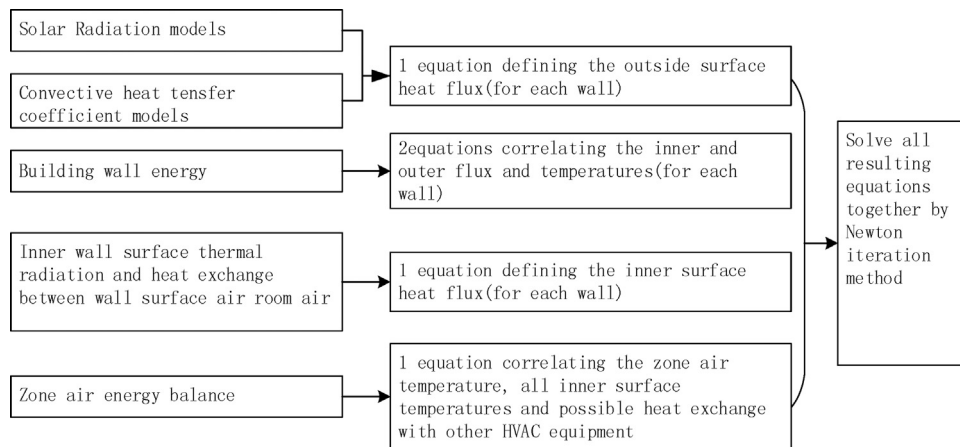 Solar Radiation models
Convective heat tensfer
coefficient models
Building wall energy
Inner wall surface thermal
radiation and heat exchange
between wall surface air room air
Zone air energy balance
1 equation defining the outside surface
heat flux(for each wall)
2equations correlating the inner and
outer flux and temperatures(for each
wall)
1 equation defining the inner surface
heat flux(for each wall)
1 equation correlating the zone air
temperature, all inner surface
temperatures and possible heat exchange
with other HVAC equipment
Solve all
resulting
equations
together by
Newton
iteration
method